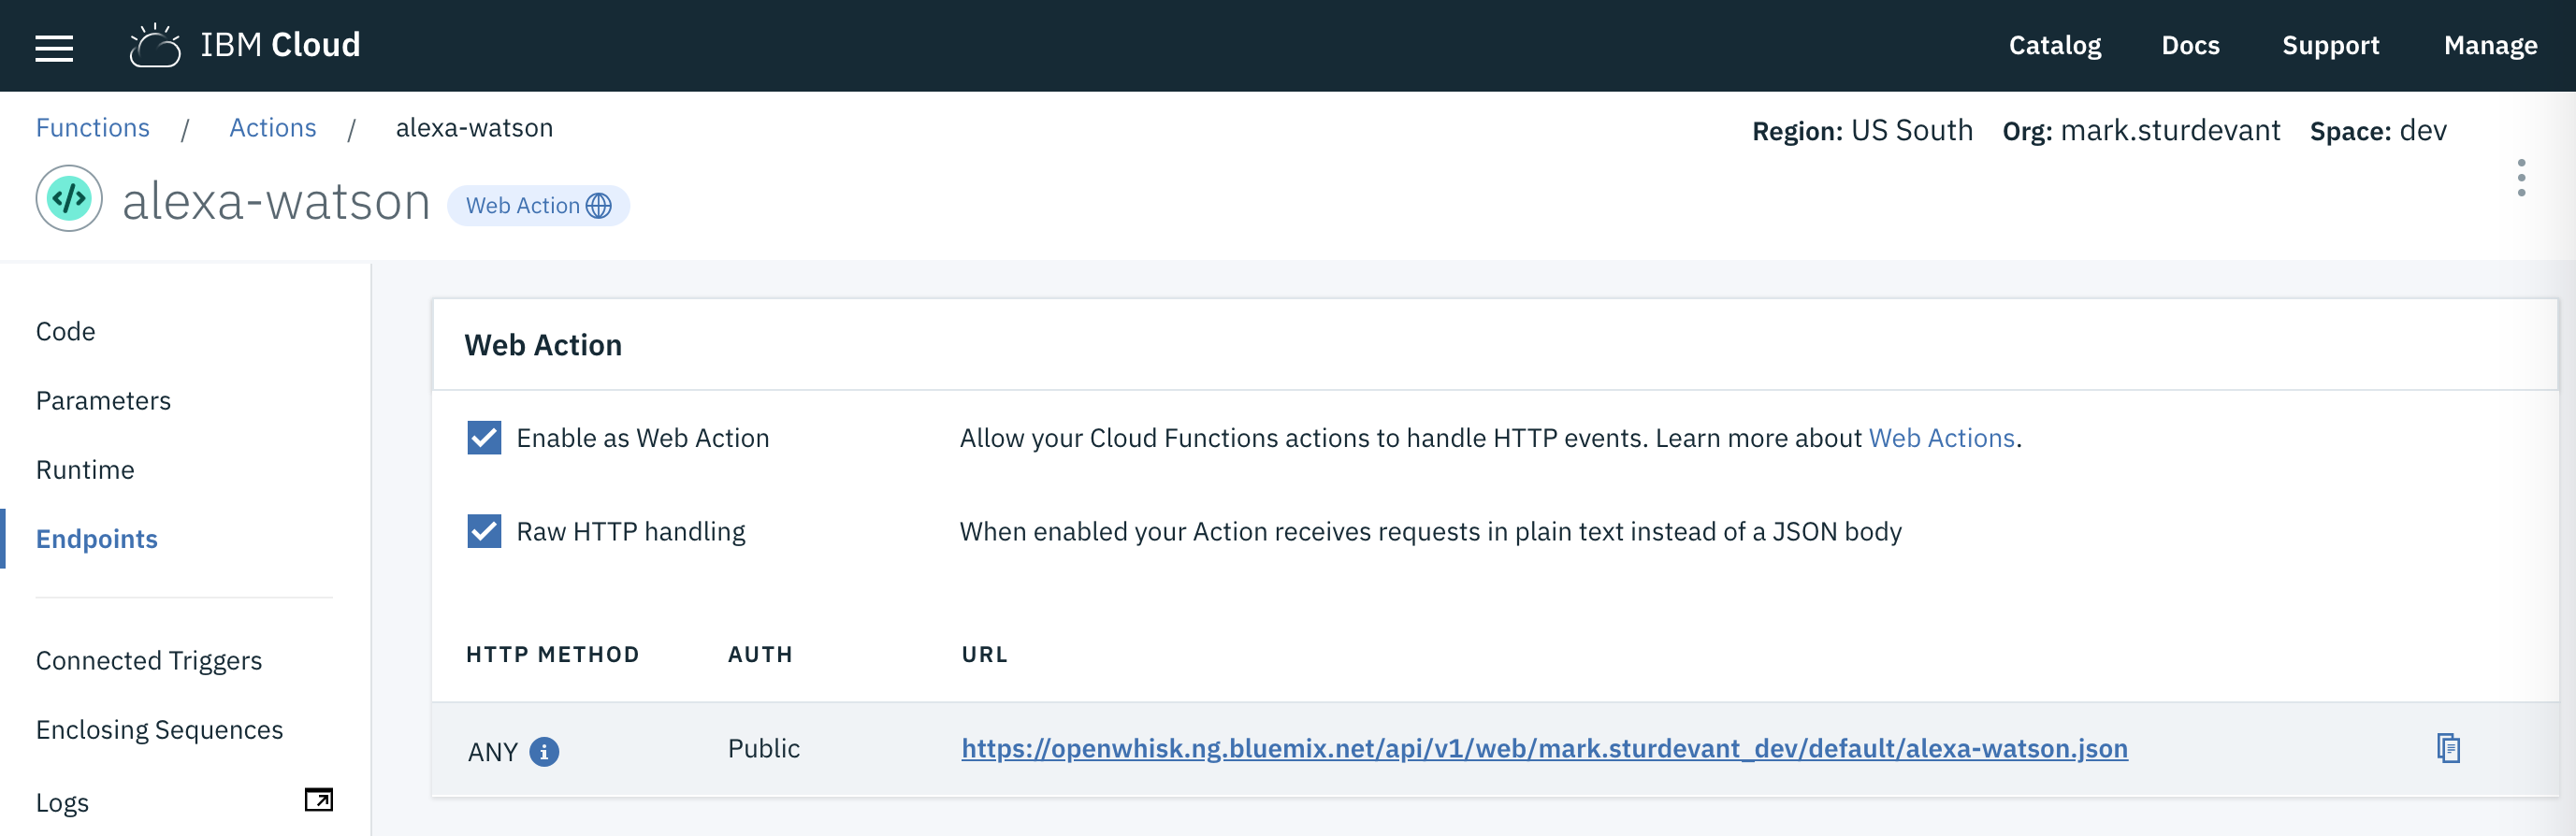 IBM Cloud
Catalog Docs Support Manage
Functions / Actions / alexa-watson
Region: US South Org: mark.sturdevant Space: dev
</> alexa-watson Web Action
Code
Parameters
Runtime
Endpoints
Connected Triggers
Enclosing Sequences
Logs
Web Action
Enable as Web Action Allow your Cloud Functions actions to handle HTTP events. Learn more about Web Actions.
Raw HTTP handling When enabled your Action receives requests in plain text instead of a JSON body
HTTP METHOD AUTH URL
ANY i Public https://openwhisk.ng.bluemix.net/api/v1/web/mark.sturdevant_dev/default/alexa-watson.json